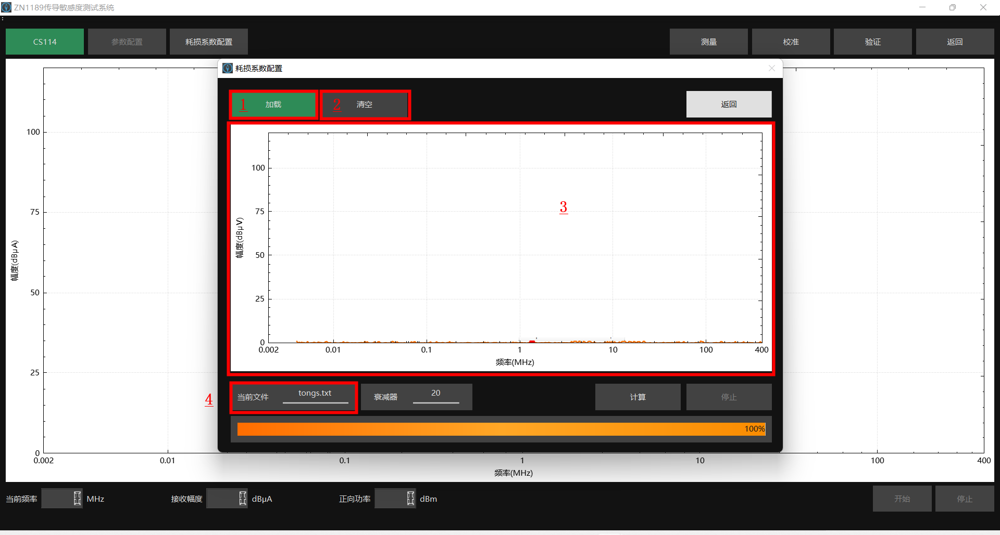 ZN1189传导敏感度测试系统
:
CS114 参数配置 耗损系数配置 测量 校准 验证 返回
耗损系数配置
1 加载 2 清空 返回
幅度(dBμV)
100
75
50
25
0
3
0.002 0.01 0.1 1 10 100 400
频率(MHz)
4 当前文件 tongs.txt 衰减器 20 计算 停止
100%
幅度(dBμA)
100
75
50
25
0
0.002 0.01 0.1 1 10 100 400
频率(MHz)
当前频率 0 MHz 接收幅度 0 dBμA 正向功率 0 dBm 开始 停止